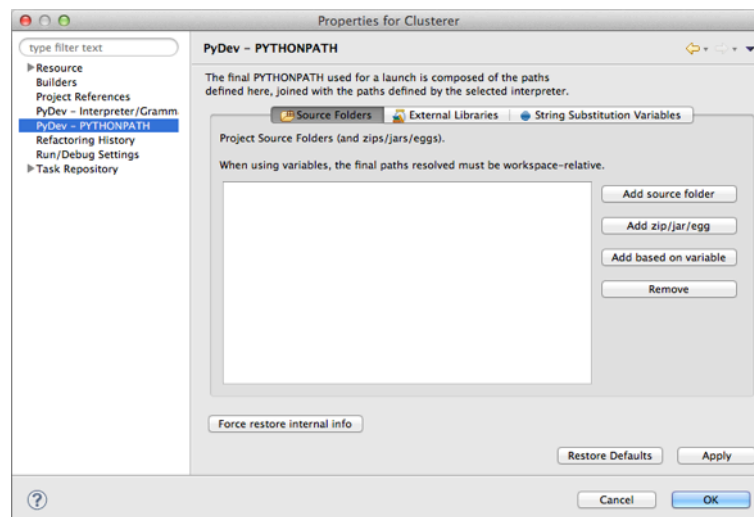 Properties for Clusterer
type filter text
Resource
Builders
Project References
PyDev - Interpreter/Gramm
PyDev - PYTHONPATH
Refactoring History
Run/Debug Settings
Task Repository
PyDev - PYTHONPATH
The final PYTHONPATH used for a launch is composed of the paths
defined here, joined with the paths defined by the selected interpreter.
Source Folders
External Libraries
String Substitution Variables
Project Source Folders (and zips/jars/eggs).
When using variables, the final paths resolved must be workspace-relative.
Add source folder
Add zip/jar/egg
Add based on variable
Remove
Force restore internal info
Restore Defaults
Apply
?
Cancel
OK